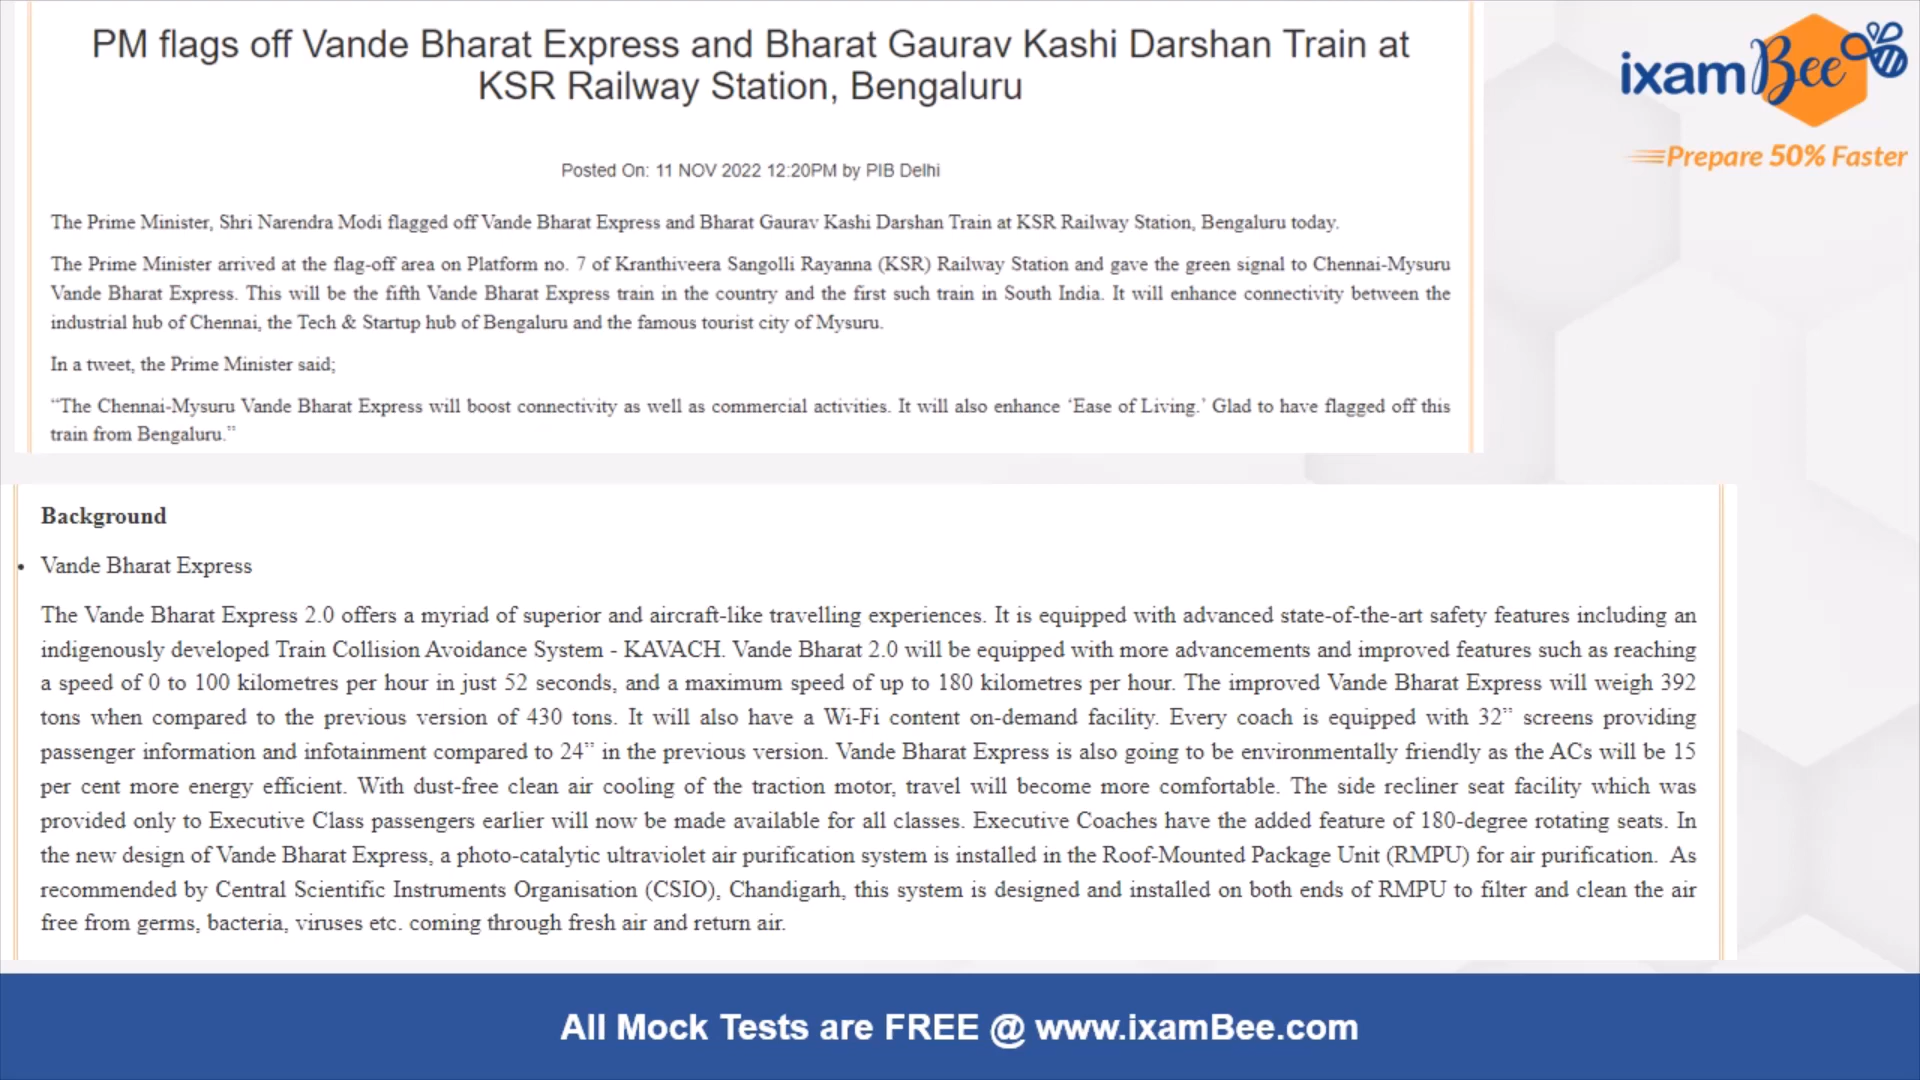 PM flags off Vande Bharat Express and Bharat Gaurav Kashi Darshan Train at
KSR Railway Station, Bengaluru
ixamBee
Prepare 50% Faster
Posted On: 11 NOV 2022 12:20PM by PIB Delhi
The Prime Minister, Shri Narendra Modi flagged off Vande Bharat Express and Bharat Gaurav Kashi Darshan Train at KSR Railway Station, Bengaluru today.
The Prime Minister arrived at the flag-off area on Platform no. 7 of Kranthiveera Sangolli Rayanna (KSR) Railway Station and gave the green signal to Chennai-Mysuru
Vande Bharat Express. This will be the fifth Vande Bharat Express train in the country and the first such train in South India. It will enhance connectivity between the
industrial hub of Chennai, the Tech & Startup hub of Bengaluru and the famous tourist city of Mysuru.
In a tweet, the Prime Minister said;
“The Chennai-Mysuru Vande Bharat Express will boost connectivity as well as commercial activities. It will also enhance ‘Ease of Living.’ Glad to have flagged off this
train from Bengaluru.”
Background
• Vande Bharat Express
The Vande Bharat Express 2.0 offers a myriad of superior and aircraft-like travelling experiences. It is equipped with advanced state-of-the-art safety features including an
indigenously developed Train Collision Avoidance System - KAVACH. Vande Bharat 2.0 will be equipped with more advancements and improved features such as reaching
a speed of 0 to 100 kilometres per hour in just 52 seconds, and a maximum speed of up to 180 kilometres per hour. The improved Vande Bharat Express will weigh 392
tons when compared to the previous version of 430 tons. It will also have a Wi-Fi content on-demand facility. Every coach is equipped with 32” screens providing
passenger information and infotainment compared to 24” in the previous version. Vande Bharat Express is also going to be environmentally friendly as the ACs will be 15
per cent more energy efficient. With dust-free clean air cooling of the traction motor, travel will become more comfortable. The side recliner seat facility which was
provided only to Executive Class passengers earlier will now be made available for all classes. Executive Coaches have the added feature of 180-degree rotating seats. In
the new design of Vande Bharat Express, a photo-catalytic ultraviolet air purification system is installed in the Roof-Mounted Package Unit (RMPU) for air purification. As
recommended by Central Scientific Instruments Organisation (CSIO), Chandigarh, this system is designed and installed on both ends of RMPU to filter and clean the air
free from germs, bacteria, viruses etc. coming through fresh air and return air.
All Mock Tests are FREE @ www.ixamBee.com